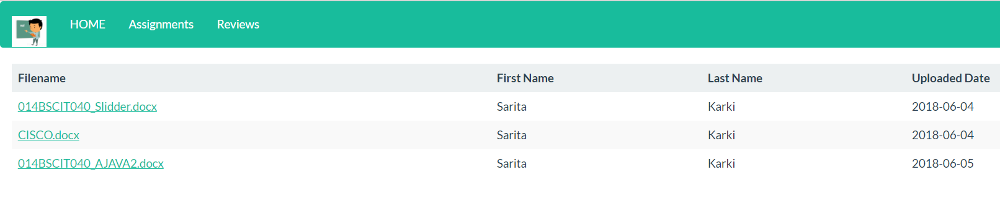 HOME Assignments Reviews
Filename First Name Last Name Uploaded Date
014BSCIT040_Slidder.docx Sarita Karki 2018-06-04
CISCO.docx Sarita Karki 2018-06-04
014BSCIT040_AJAVA2.docx Sarita Karki 2018-06-05